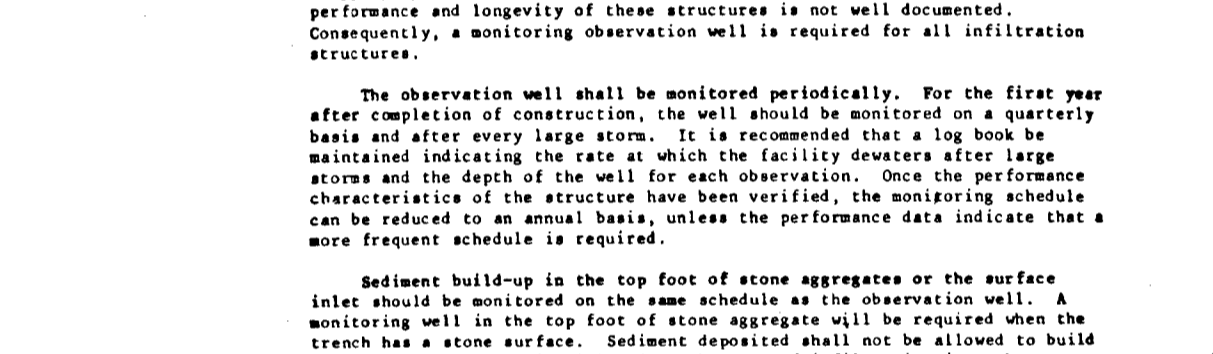 performance and longevity of these structures is not well documented.
Consequently, a monitoring observation well is required for all infiltration
structures.
The observation well shall be monitored periodically. For the first year
after completion of construction, the well should be monitored on a quarterly
basis and after every large storm. It is recommended that a log book be
maintained indicating the rate at which the facility dewaters after large
storms and the depth of the well for each observation. Once the performance
characteristics of the structure have been verified, the monitoring schedule
can be reduced to an annual basis, unless the performance data indicate that a
more frequent schedule is required.
Sediment build-up in the top foot of stone aggregates or the surface
inlet should be monitored on the same schedule as the observation well. A
monitoring well in the top foot of stone aggregate will be required when the
trench has a stone surface. Sediment deposited shall not be allowed to build